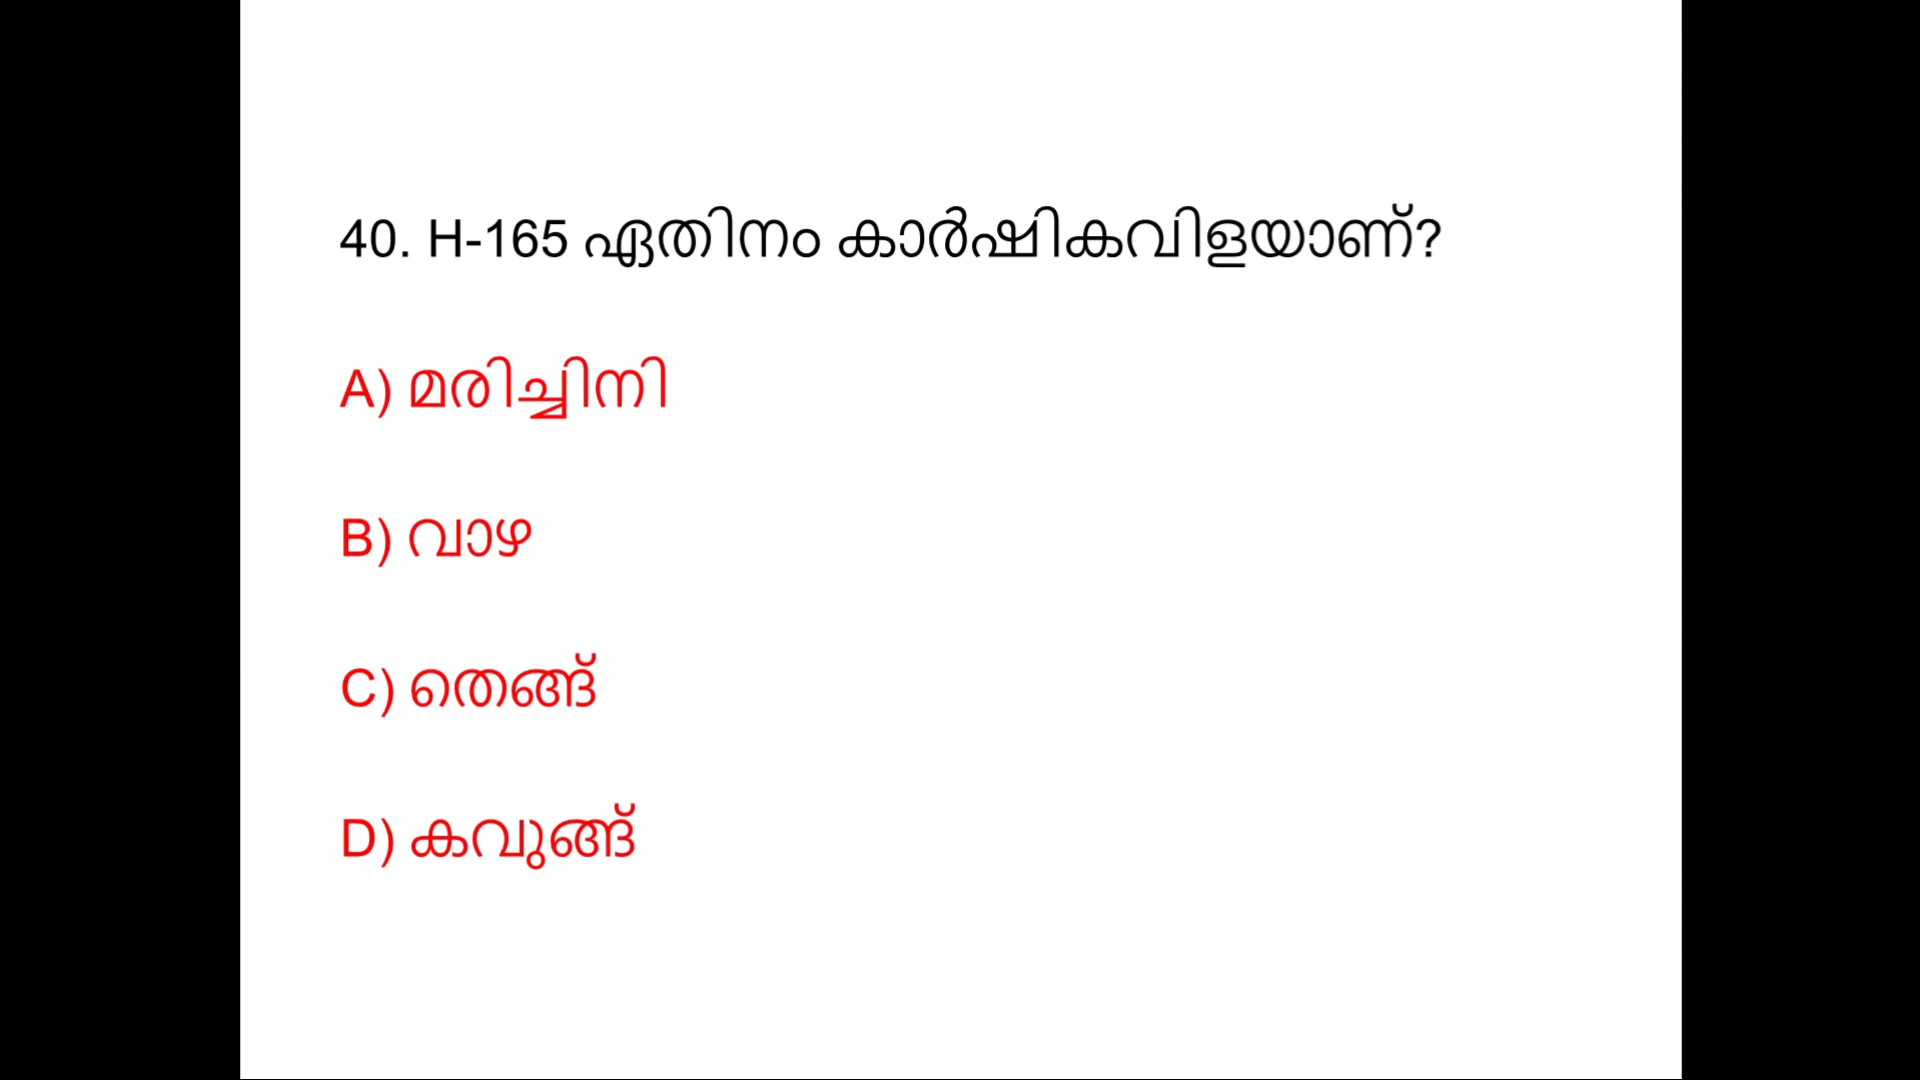 40. H-165 ഏതിനം കാർഷികവിളയാണ്?
A) മരിച്ചിനി
B) വാഴ
C) തെങ്ങ്
D) കവുങ്ങ്